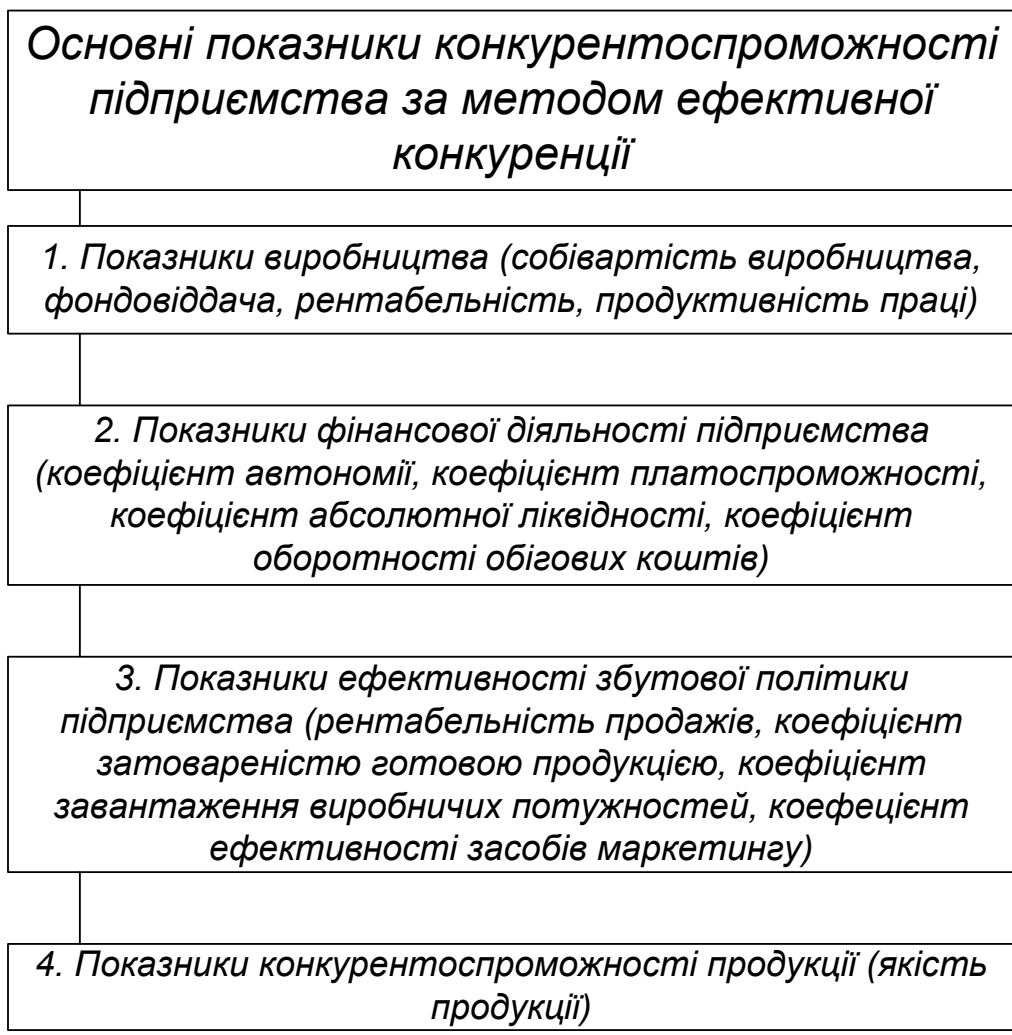 Основні показники конкурентоспроможності
підприємства за методом ефективної
конкуренції
1. Показники виробництва (собівартість виробництва,
фондовіддача, рентабельність, продуктивність праці)
2. Показники фінансової діяльності підприємства
(коефіцієнт автономії, коефіцієнт платоспроможності,
коефіцієнт абсолютної ліквідності, коефіцієнт
оборотності обігових коштів)
3. Показники ефективності збутової політики
підприємства (рентабельність продажів, коефіцієнт
затовареністю готовою продукцією, коефіцієнт
завантаження виробничих потужностей, коефецієнт
ефективності засобів маркетингу)
4. Показники конкурентоспроможності продукції (якість
продукції)